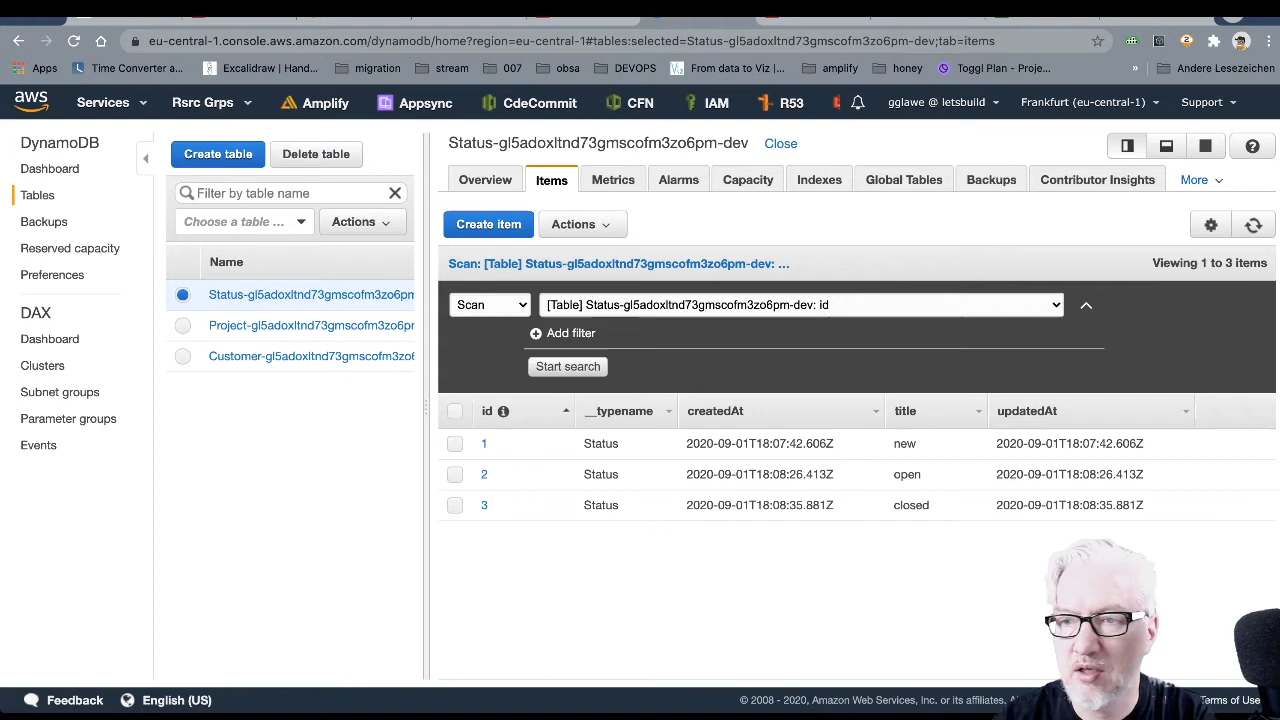 eu-central-1.console.aws.amazon.com/dynamodb/home?region=eu-central-1#tables:selected=Status-gl5adoxltnd73gmscofm3zo6pm-dev;tab=items
Apps
Time Converter a...
Excalidraw | Hand...
migration
stream
007
obsa
DEVOPS
From data to Viz |...
amplify
honey
Toggl Plan - Proje...
»
Andere Lesezeichen
aws
Services
Rsrc Grps
Amplify
Appsync
CdeCommit
CFN
IAM
R53
gglawe @ letsbuild
Frankfurt (eu-central-1)
Support
DynamoDB
Dashboard
Tables
Backups
Reserved capacity
Preferences
DAX
Dashboard
Clusters
Subnet groups
Parameter groups
Events
Create table
Delete table
Filter by table name
Choose a table ...
Actions
Name
Status-gl5adoxltnd73gmscofm3zo6pm
Project-gl5adoxltnd73gmscofm3zo6pr
Customer-gl5adoxltnd73gmscofm3zo6
Status-gl5adoxltnd73gmscofm3zo6pm-dev Close
Overview
Items
Metrics
Alarms
Capacity
Indexes
Global Tables
Backups
Contributor Insights
More
Create item
Actions
Scan: [Table] Status-gl5adoxltnd73gmscofm3zo6pm-dev: ...
Viewing 1 to 3 items
Scan
[Table] Status-gl5adoxltnd73gmscofm3zo6pm-dev: id
Add filter
Start search
id __typename createdAt title updatedAt
1 Status 2020-09-01T18:07:42.606Z new 2020-09-01T18:07:42.606Z
2 Status 2020-09-01T18:08:26.413Z open 2020-09-01T18:08:26.413Z
3 Status 2020-09-01T18:08:35.881Z closed 2020-09-01T18:08:35.881Z
Feedback
English (US)
© 2008 - 2020, Amazon Web Services, Inc. or its affiliates.
Terms of Use